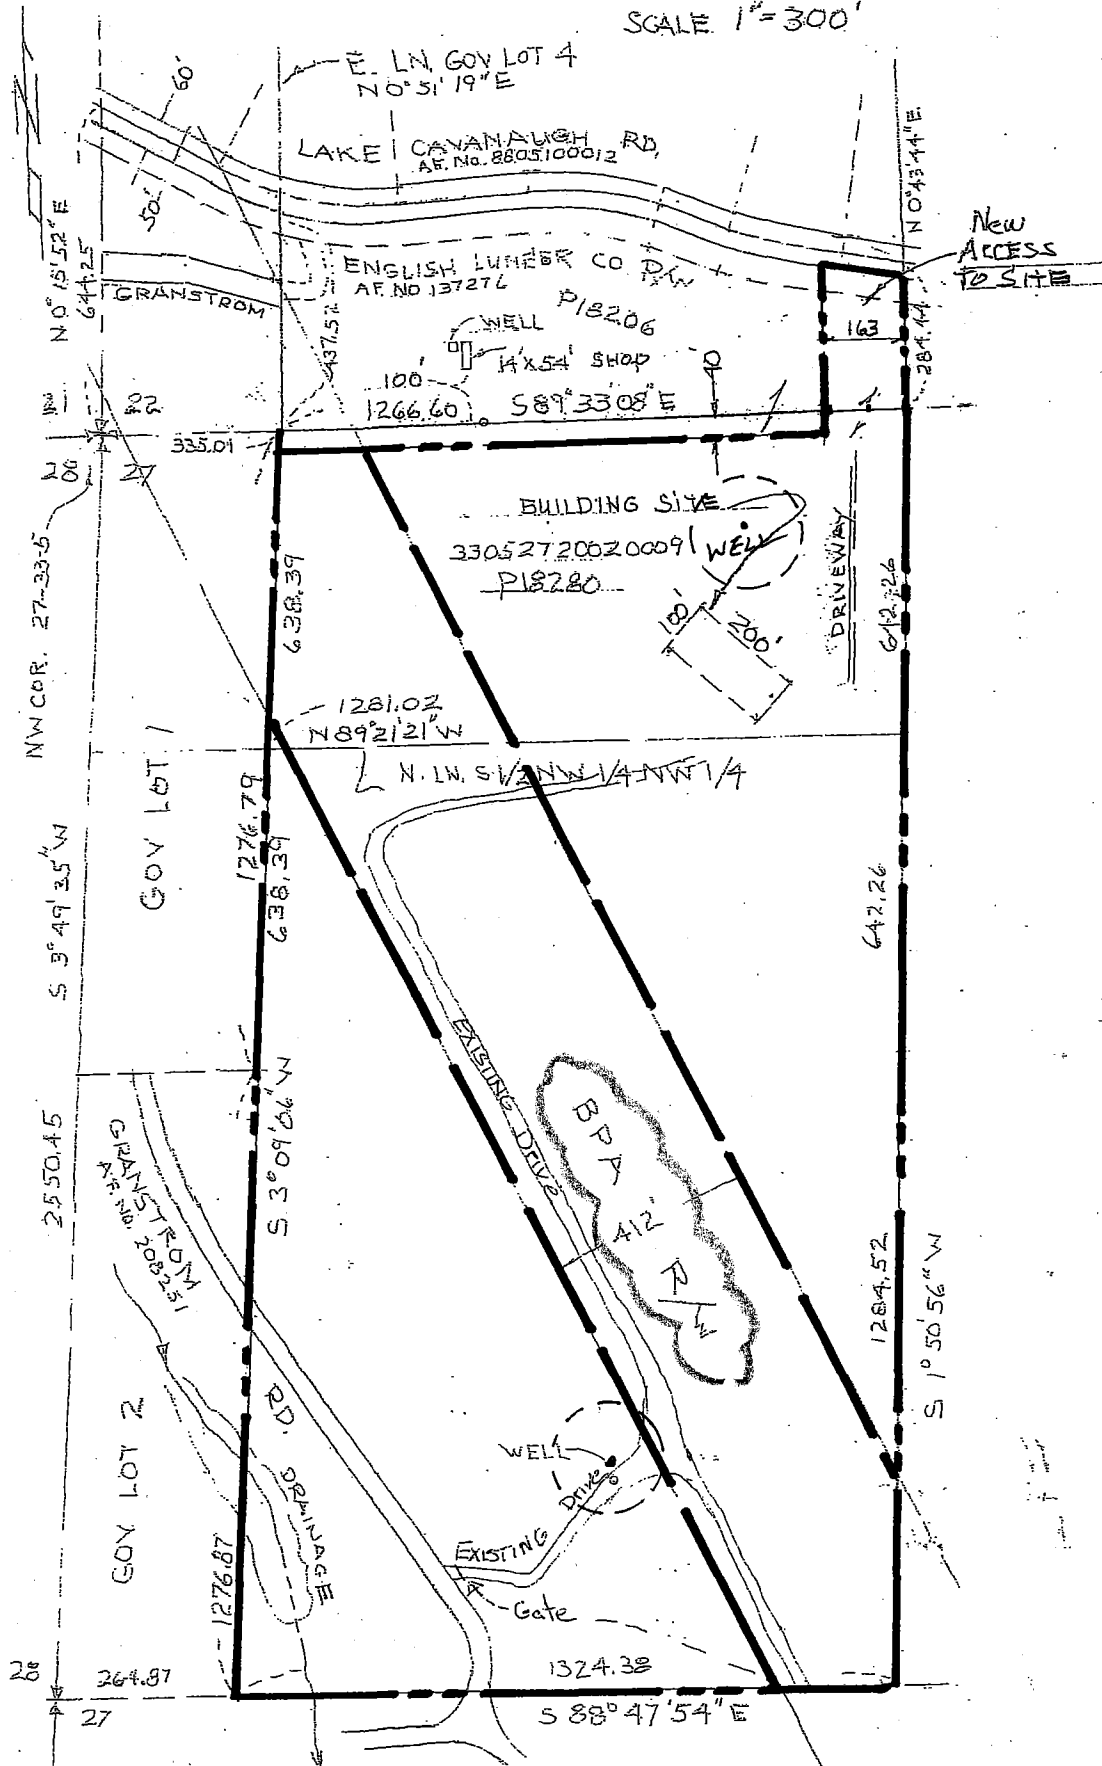 SCALE 1"=300'
E. LN. GOV LOT 4
N 0° 51' 19" E
60'
50'
LAKE CAVANAUGH RD.
AF. No. 8805100012
N 0° 43' 44" E
N 0° 15' 52" E
644.25
New
ACCESS
TO SITE
ENGLISH LUMBER CO R/W
AF. NO 137276
GRANSTROM
P18206
437.52
WELL
14'X54' SHOP
163
284.44
40
100'
1266.60
S 89° 33' 08" E
21
22
335.01
28
27
BUILDING SITE
33052720020009
P18280
WELL
DRIVEWAY
100'
200'
638.39
642.26
NW COR. 27-33-5
1281.02
N 89° 21' 21" W
N. LN. S 1/2 NW 1/4 NW 1/4
GOV LOT 1
1276.79
638.39
S 3° 49' 35" W
642.26
EXISTING Drive
BPA
412'
R/W
S 3° 09' 06" W
2550.45
GRANSTROM
A.F. NO. 208251
RD.
1284.52
S 1° 50' 56" W
GOV LOT 2
DRAINAGE
WELL
EXISTING Drive
Gate
1276.87
28
264.87
27
1324.38
S 88° 47' 54" E